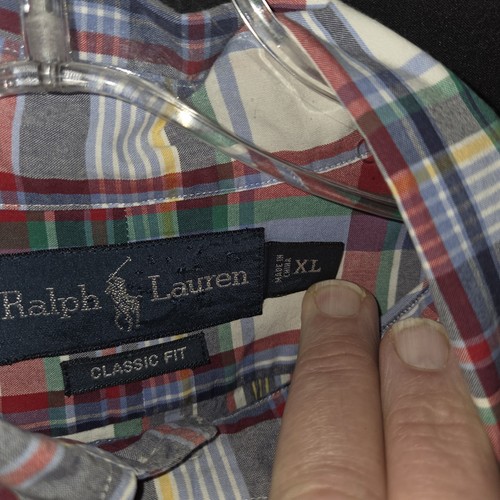 Ralph Lauren
MADE IN
CHINA
XL
CLASSIC FIT